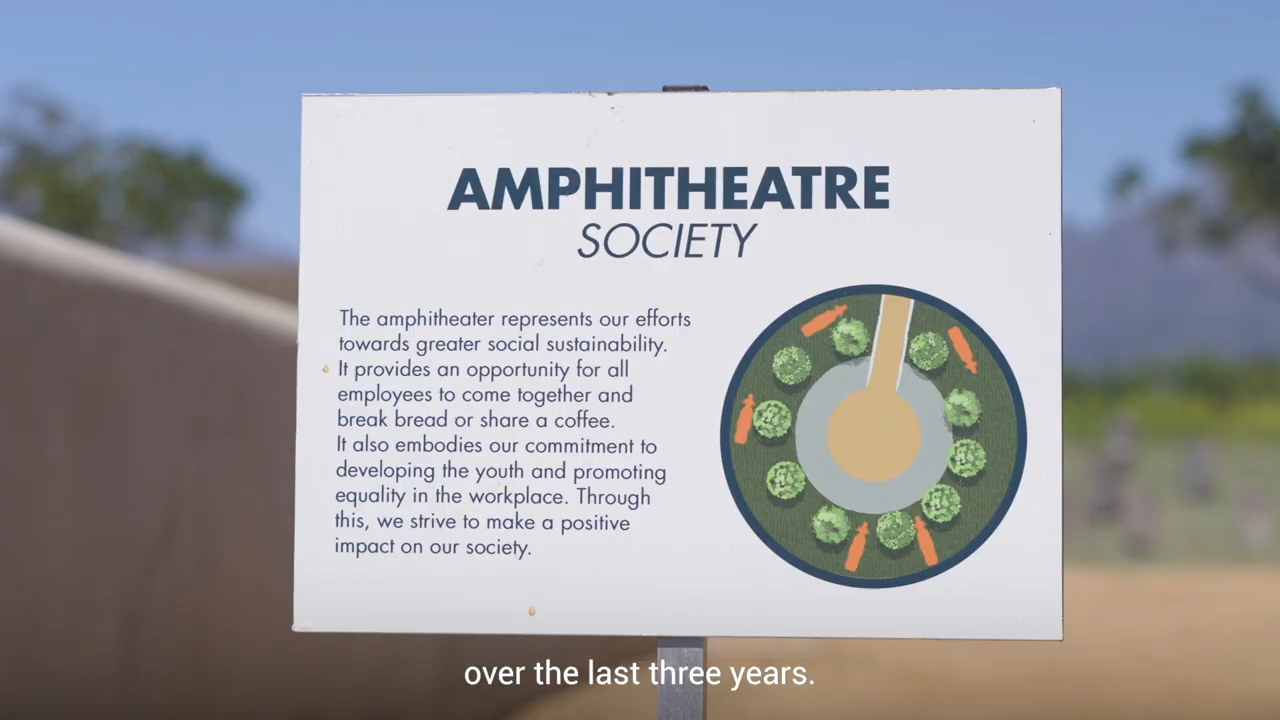 AMPHITHEATRE
SOCIETY
The amphitheater represents our efforts
towards greater social sustainability.
It provides an opportunity for all
employees to come together and
break bread or share a coffee.
It also embodies our commitment to
developing the youth and promoting
equality in the workplace. Through
this, we strive to make a positive
impact on our society.
over the last three years.